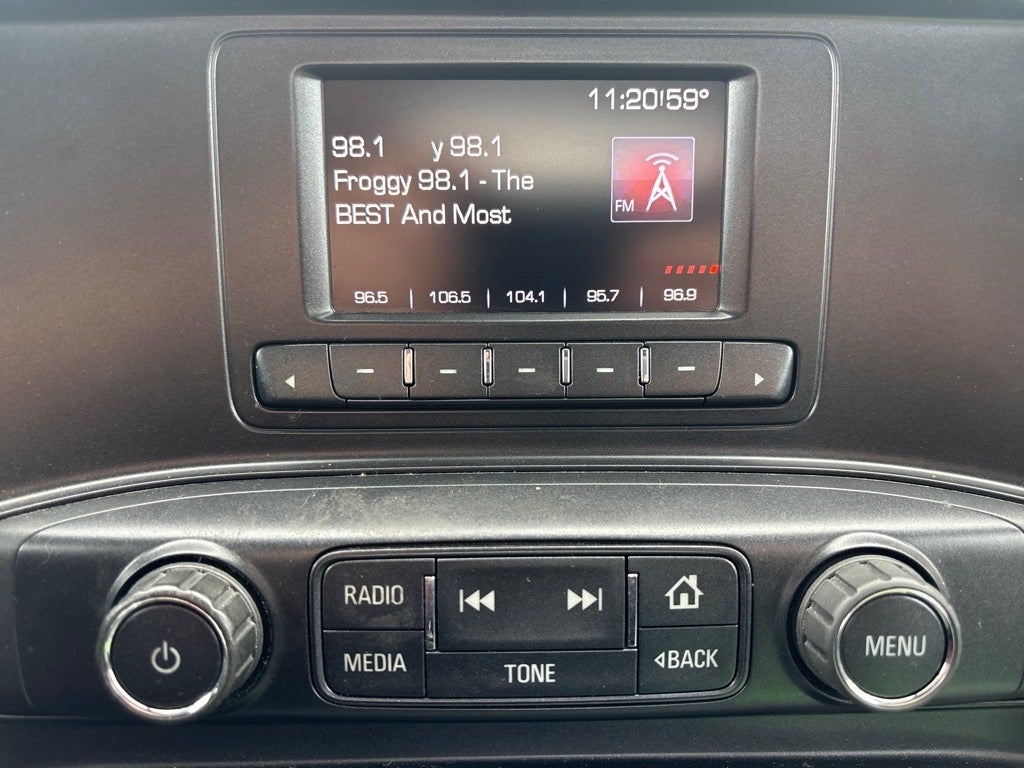 11:20 59°
98.1 y 98.1
Froggy 98.1 - The
BEST And Most
FM
96.5 | 106.5 | 104.1 | 95.7 | 96.9
RADIO
MEDIA
TONE
BACK
MENU